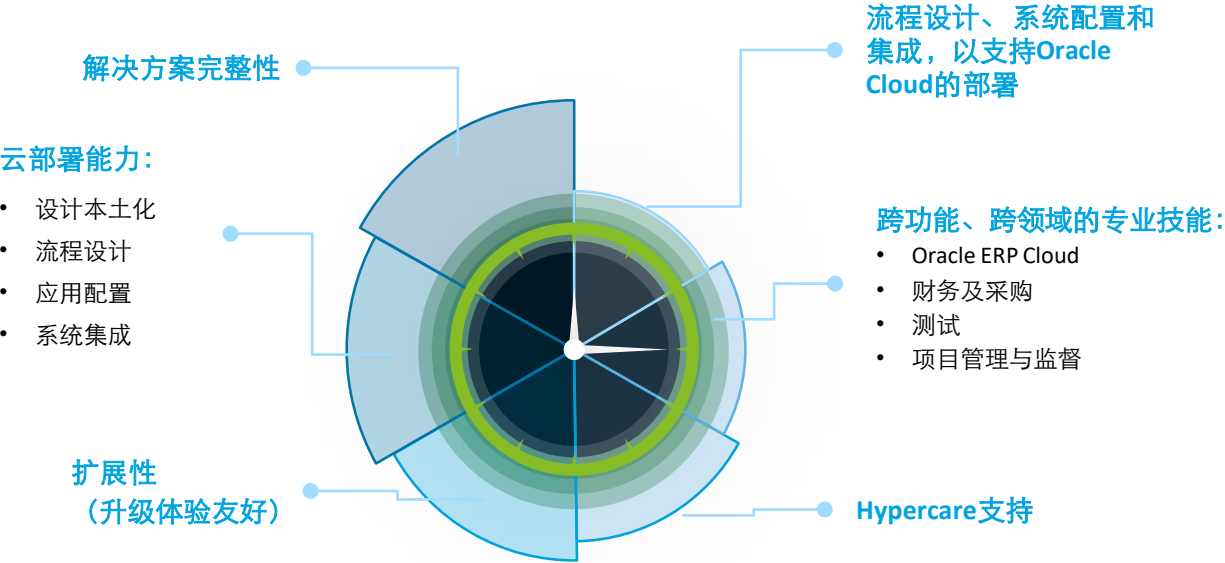 解决方案完整性
云部署能力：
• 设计本土化
• 流程设计
• 应用配置
• 系统集成
扩展性
（升级体验友好）
流程设计、 系统配置和
集成，以支持Oracle
Cloud的部署
跨功能、跨领域的专业技能：
• Oracle ERP Cloud
• 财务及采购
• 测试
• 项目管理与监督
Hypercare支持